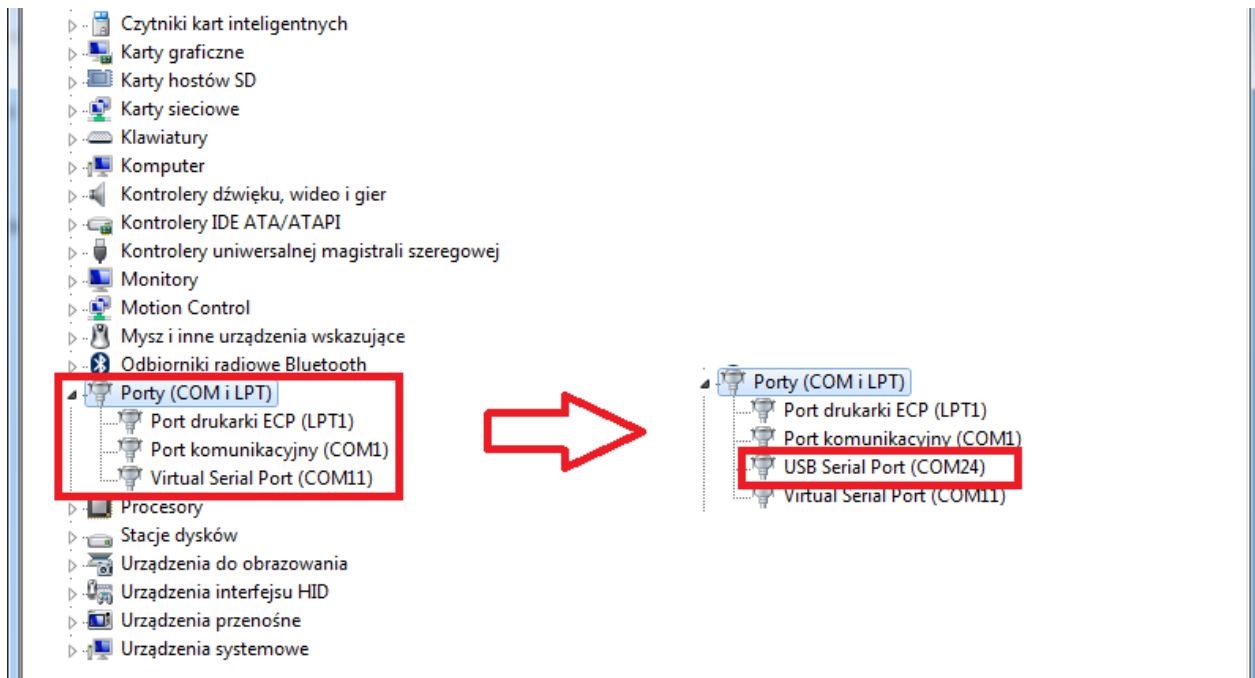 Czytniki kart inteligentnych
Karty graficzne
Karty hostów SD
Karty sieciowe
Klawiatury
Komputer
Kontrolery dźwięku, wideo i gier
Kontrolery IDE ATA/ATAPI
Kontrolery uniwersalnej magistrali szeregowej
Monitory
Motion Control
Mysz i inne urządzenia wskazujące
Odbiorniki radiowe Bluetooth
Porty (COM i LPT)
Port drukarki ECP (LPT1)
Port komunikacyjny (COM1)
Virtual Serial Port (COM11)
Procesory
Stacje dysków
Urządzenia do obrazowania
Urządzenia interfejsu HID
Urządzenia przenośne
Urządzenia systemowe
Porty (COM i LPT)
Port drukarki ECP (LPT1)
Port komunikacyjny (COM1)
USB Serial Port (COM24)
Virtual Serial Port (COM11)